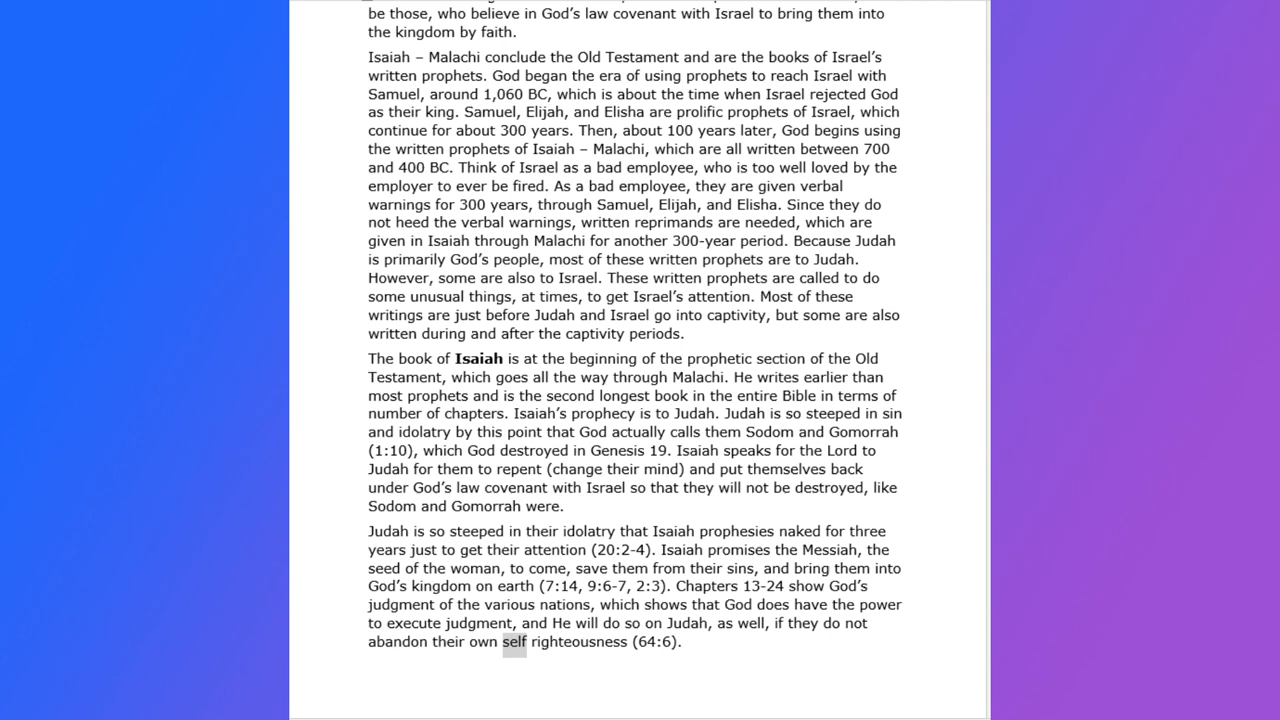 be those, who believe in God’s law covenant with Israel to bring them into
the kingdom by faith.
Isaiah – Malachi conclude the Old Testament and are the books of Israel’s
written prophets. God began the era of using prophets to reach Israel with
Samuel, around 1,060 BC, which is about the time when Israel rejected God
as their king. Samuel, Elijah, and Elisha are prolific prophets of Israel, which
continue for about 300 years. Then, about 100 years later, God begins using
the written prophets of Isaiah – Malachi, which are all written between 700
and 400 BC. Think of Israel as a bad employee, who is too well loved by the
employer to ever be fired. As a bad employee, they are given verbal
warnings for 300 years, through Samuel, Elijah, and Elisha. Since they do
not heed the verbal warnings, written reprimands are needed, which are
given in Isaiah through Malachi for another 300-year period. Because Judah
is primarily God’s people, most of these written prophets are to Judah.
However, some are also to Israel. These written prophets are called to do
some unusual things, at times, to get Israel’s attention. Most of these
writings are just before Judah and Israel go into captivity, but some are also
written during and after the captivity periods.
The book of Isaiah is at the beginning of the prophetic section of the Old
Testament, which goes all the way through Malachi. He writes earlier than
most prophets and is the second longest book in the entire Bible in terms of
number of chapters. Isaiah’s prophecy is to Judah. Judah is so steeped in sin
and idolatry by this point that God actually calls them Sodom and Gomorrah
(1:10), which God destroyed in Genesis 19. Isaiah speaks for the Lord to
Judah for them to repent (change their mind) and put themselves back
under God’s law covenant with Israel so that they will not be destroyed, like
Sodom and Gomorrah were.
Judah is so steeped in their idolatry that Isaiah prophesies naked for three
years just to get their attention (20:2-4). Isaiah promises the Messiah, the
seed of the woman, to come, save them from their sins, and bring them into
God’s kingdom on earth (7:14, 9:6-7, 2:3). Chapters 13-24 show God’s
judgment of the various nations, which shows that God does have the power
to execute judgment, and He will do so on Judah, as well, if they do not
abandon their own self righteousness (64:6).